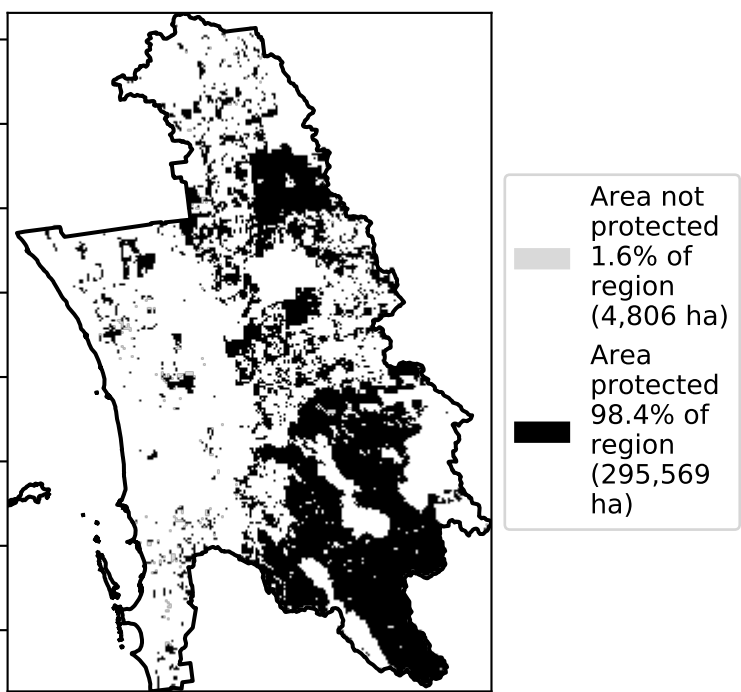 Area not
protected
1.6% of
region
(4,806 ha)
Area
protected
98.4% of
region
(295,569
ha)